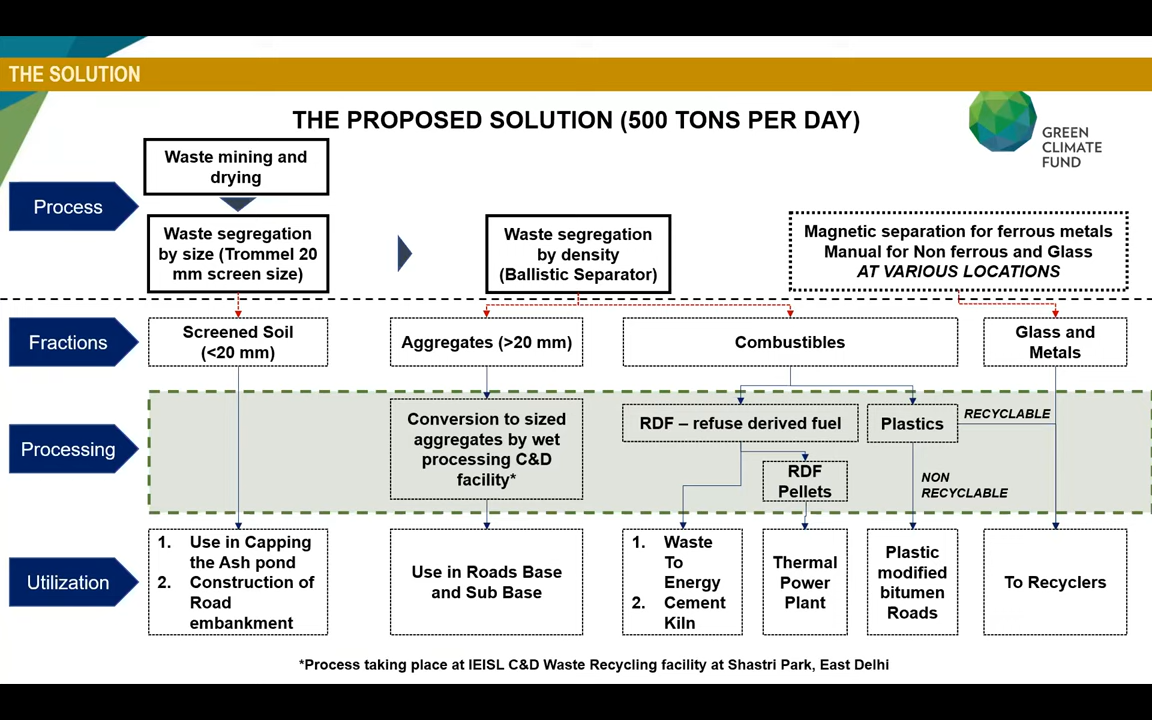 THE SOLUTION
THE PROPOSED SOLUTION (500 TONS PER DAY)
GREEN
CLIMATE
FUND
Process
Waste mining and
drying
Waste segregation
by size (Trommel 20
mm screen size)
Waste segregation
by density
(Ballistic Separator)
Magnetic separation for ferrous metals
Manual for Non ferrous and Glass
AT VARIOUS LOCATIONS
Fractions
Screened Soil
(<20 mm)
Aggregates (>20 mm)
Combustibles
Glass and
Metals
Processing
Conversion to sized
aggregates by wet
processing C&D
facility*
RDF – refuse derived fuel
RDF
Pellets
Plastics
RECYCLABLE
NON
RECYCLABLE
Utilization
1. Use in Capping
the Ash pond
2. Construction of
Road
embankment
Use in Roads Base
and Sub Base
1. Waste
To
Energy
2. Cement
Kiln
Thermal
Power
Plant
Plastic
modified
bitumen
Roads
To Recyclers
*Process taking place at IEISL C&D Waste Recycling facility at Shastri Park, East Delhi